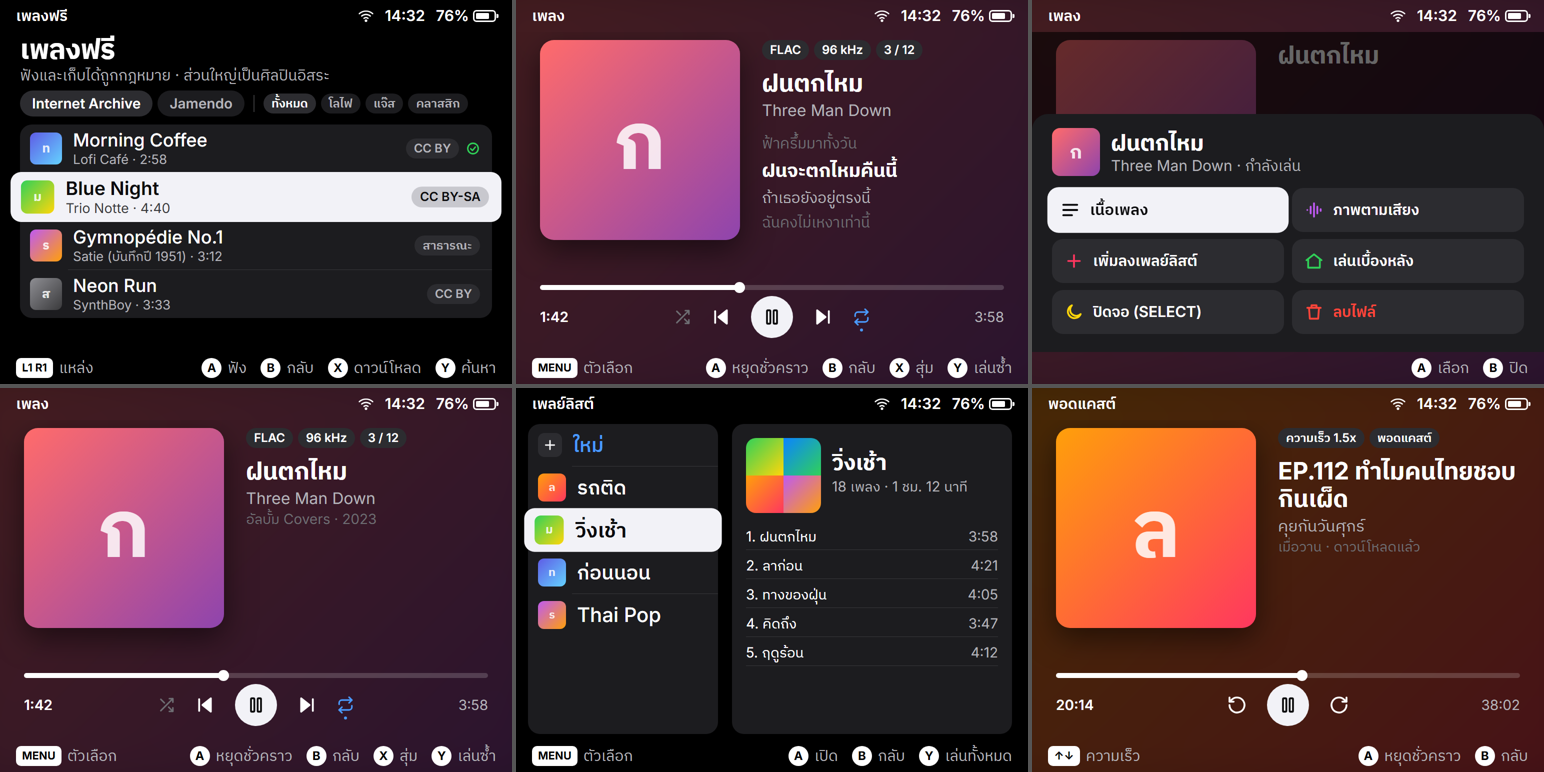 เพลงฟรี 14:32 76%
เพลงฟรี
ฟังและเก็บได้ถูกกฎหมาย · ส่วนใหญ่เป็นศิลปินอิสระ
Internet Archive Jamendo ทั้งหมด โลไฟ แจ๊ส คลาสสิก
n Morning Coffee CC BY
Lofi Café · 2:58
ม Blue Night CC BY-SA
Trio Notte · 4:40
s Gymnopédie No.1 สาธารณะ
Satie (บันทึกปี 1951) · 3:12
ส Neon Run CC BY
SynthBoy · 3:33
L1 R1 แหล่ง A ฟัง B กลับ X ดาวน์โหลด Y ค้นหา
เพลง 14:32 76%
FLAC 96 kHz 3 / 12
ก
ฝนตกไหม
Three Man Down
ฟ้าครึ้มมาทั้งวัน
ฝนจะตกไหมคืนนี้
ถ้าเธอยังอยู่ตรงนี้
ฉันคงไม่เหงาเท่านี้
1:42 3:58
MENU ตัวเลือก A หยุดชั่วคราว B กลับ X สุ่ม Y เล่นซ้ำ
เพลง 14:32 76%
ฝนตกไหม
ก ฝนตกไหม
Three Man Down · กำลังเล่น
เนื้อเพลง ภาพตามเสียง
เพิ่มลงเพลย์ลิสต์ เล่นเบื้องหลัง
ปิดจอ (SELECT) ลบไฟล์
A เลือก B ปิด
เพลง 14:32 76%
FLAC 96 kHz 3 / 12
ก
ฝนตกไหม
Three Man Down
อัลบั้ม Covers · 2023
1:42 3:58
MENU ตัวเลือก A หยุดชั่วคราว B กลับ X สุ่ม Y เล่นซ้ำ
เพลย์ลิสต์ 14:32 76%
+ ใหม่
ล รถติด
ม วิ่งเช้า
n ก่อนนอน
s Thai Pop
วิ่งเช้า
18 เพลง · 1 ชม. 12 นาที
1. ฝนตกไหม 3:58
2. ลาก่อน 4:21
3. ทางของฝุ่น 4:05
4. คิดถึง 3:47
5. ฤดูร้อน 4:12
MENU ตัวเลือก A เปิด B กลับ Y เล่นทั้งหมด
พอดแคสต์ 14:32 76%
ความเร็ว 1.5x พอดแคสต์
ล
EP.112 ทำไมคนไทยชอบ
กินเผ็ด
คุยกันวันศุกร์
เมื่อวาน · ดาวน์โหลดแล้ว
20:14 38:02
↑↓ ความเร็ว A หยุดชั่วคราว B กลับ